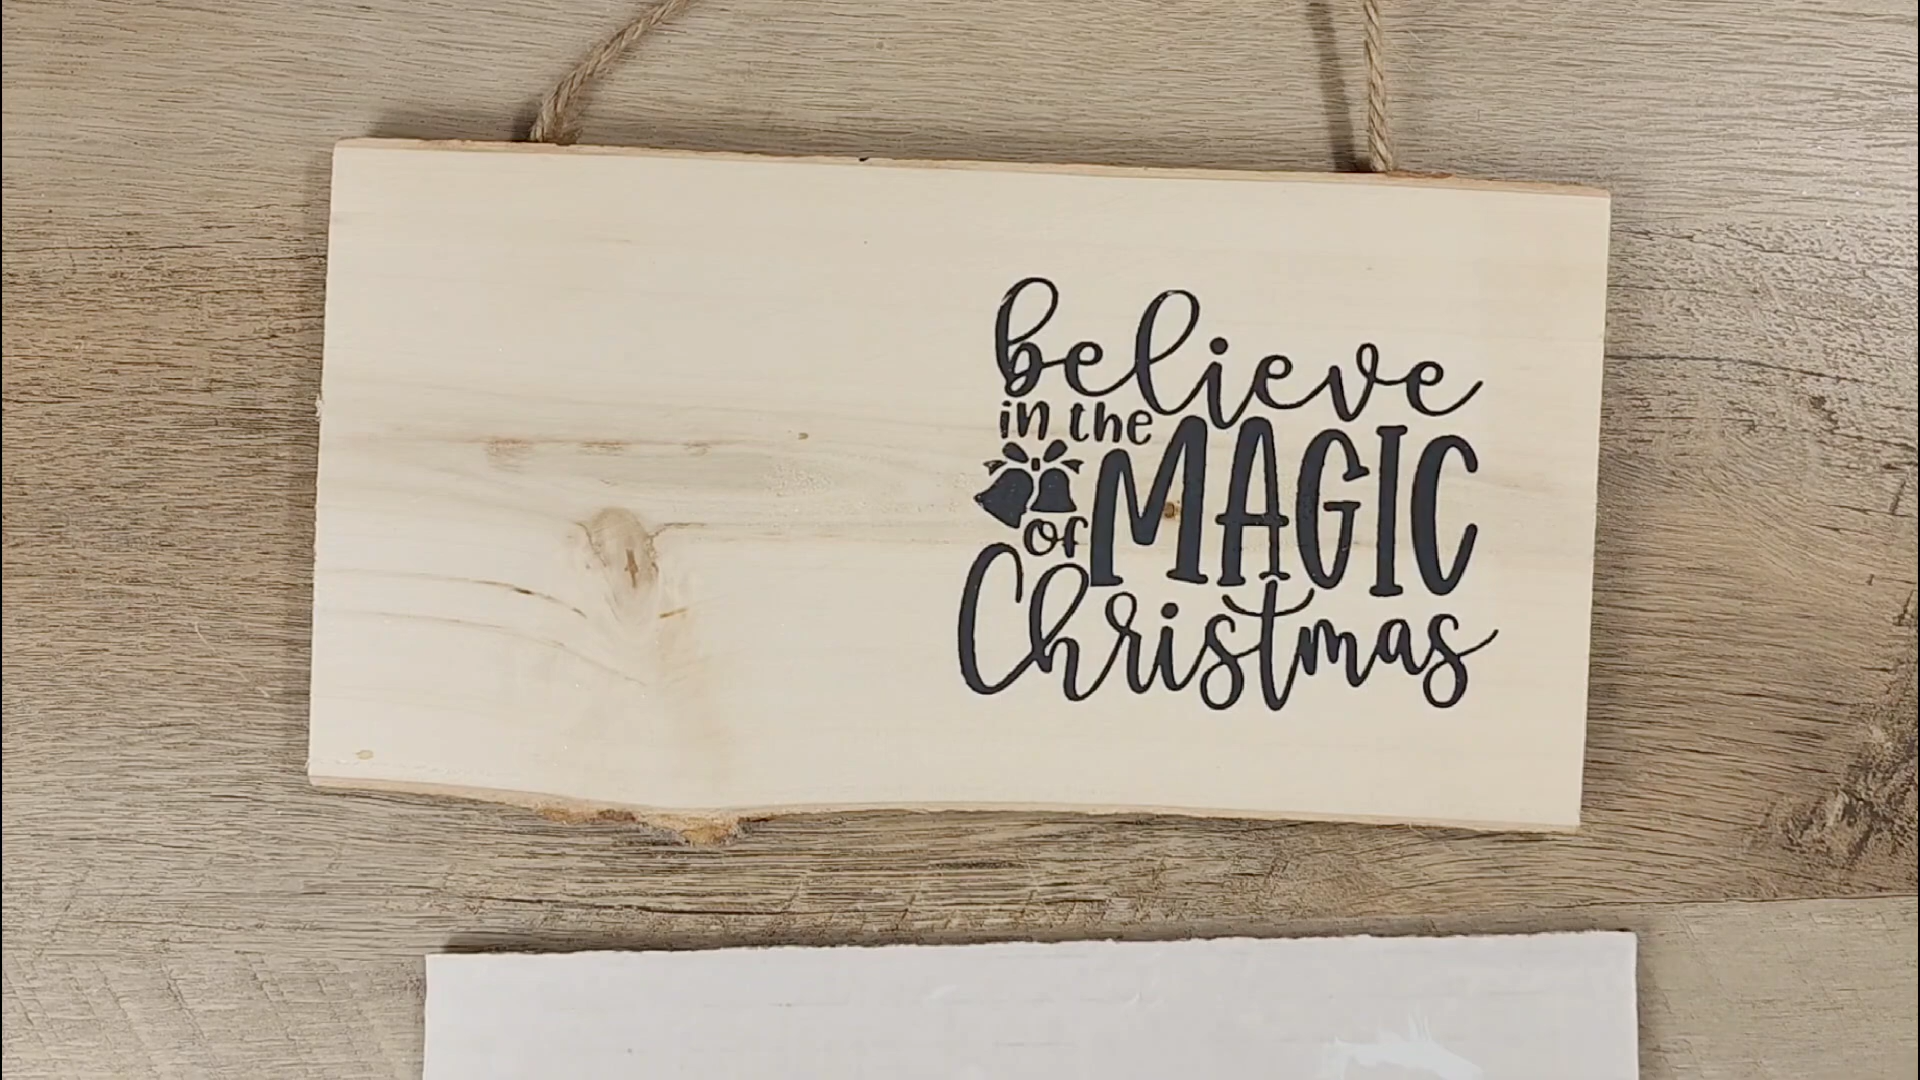 believe
in the
MAGIC
of
Christmas